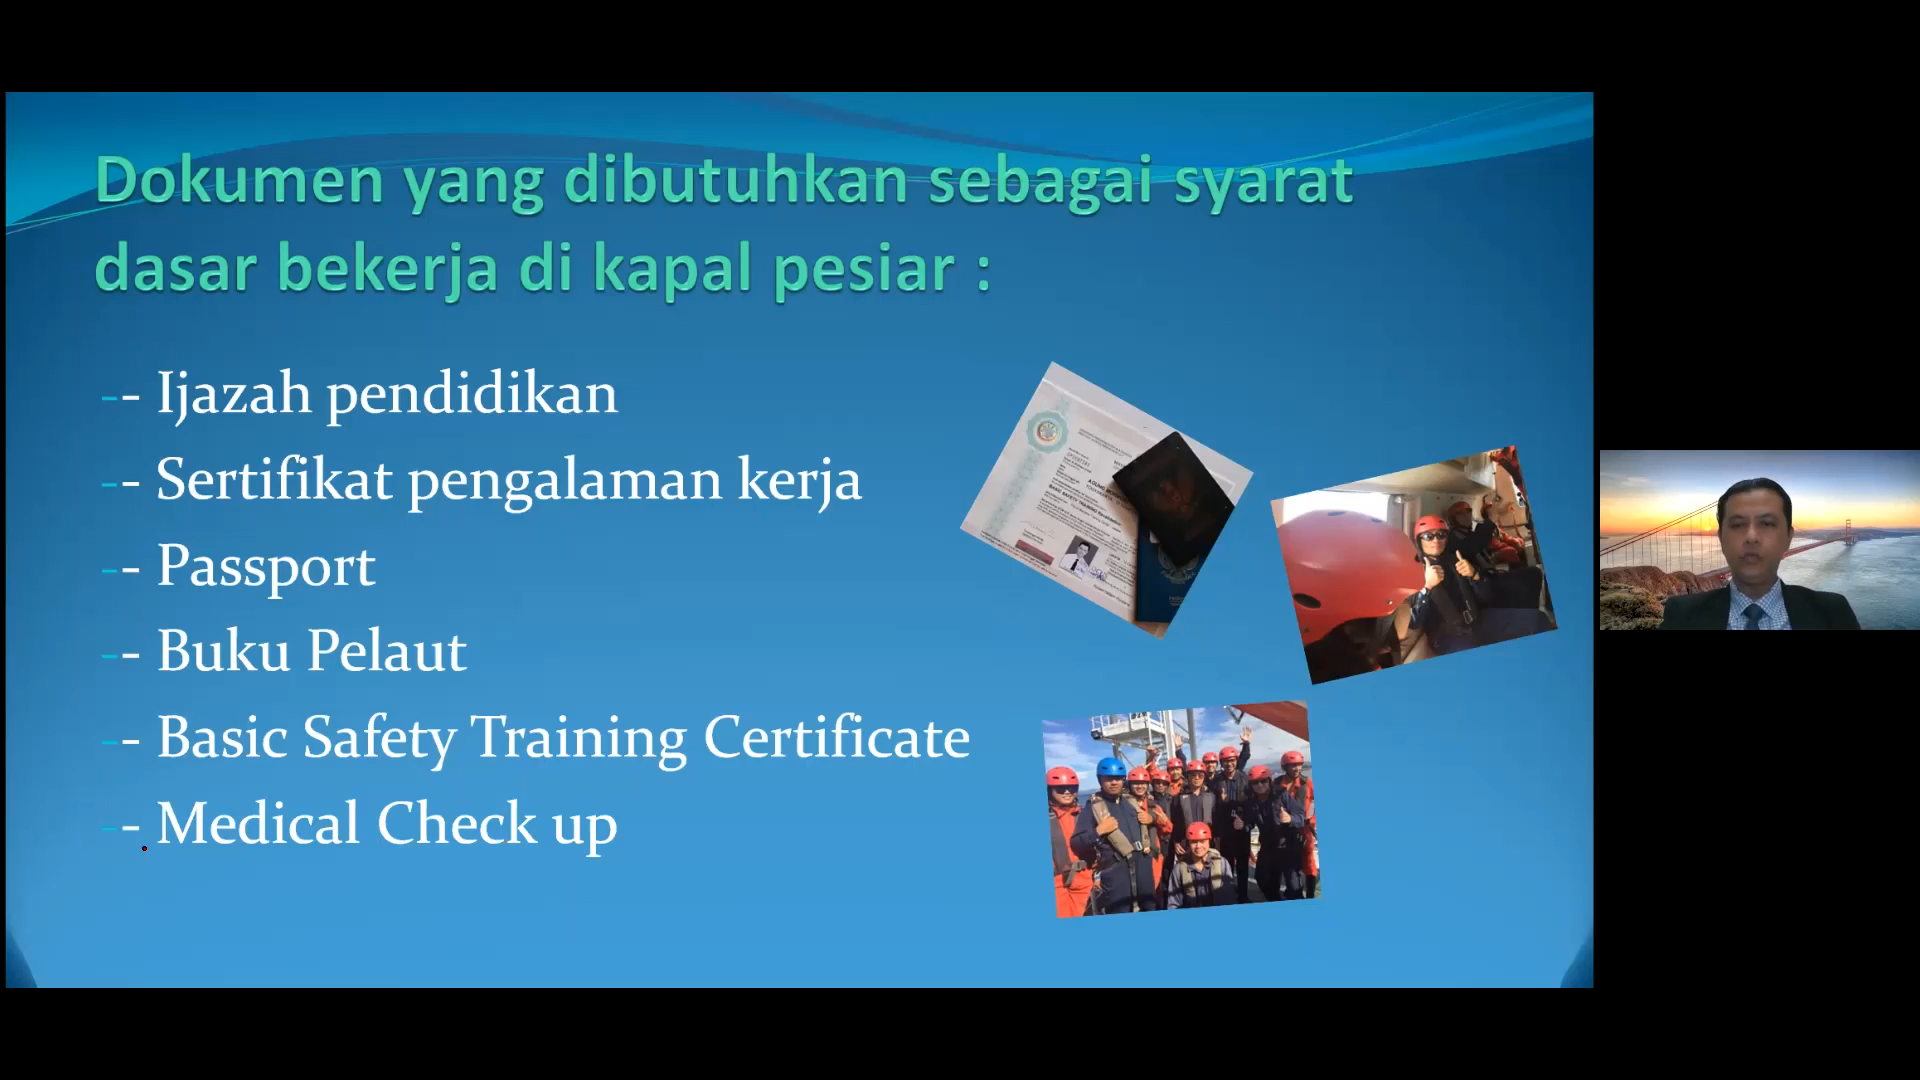 Dokumen yang dibutuhkan sebagai syarat
dasar bekerja di kapal pesiar :
-- Ijazah pendidikan
-- Sertifikat pengalaman kerja
-- Passport
-- Buku Pelaut
-- Basic Safety Training Certificate
-- Medical Check up